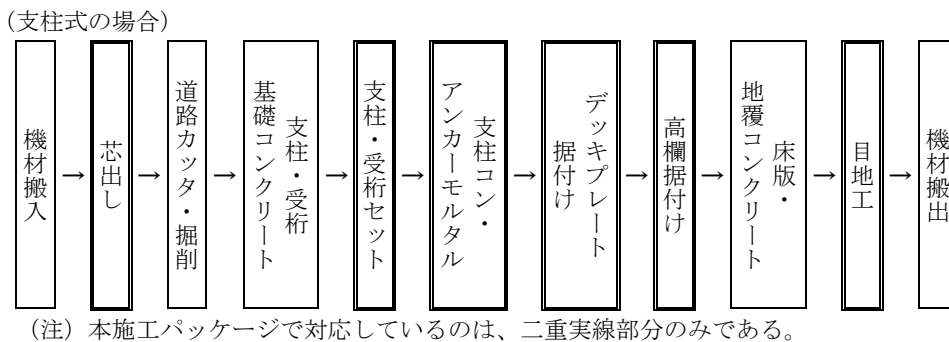 （支柱式の場合）
機材搬入
→
芯出し
→
道路カッタ・掘削
→
支柱・受桁
基礎コンクリート
→
支柱・受桁セット
→
支柱コン・
アンカーモルタル
→
デッキプレート
据付け
→
高欄据付け
→
床版・
地覆コンクリート
→
目地工
→
機材搬出
（注）本施工パッケージで対応しているのは、二重実線部分のみである。